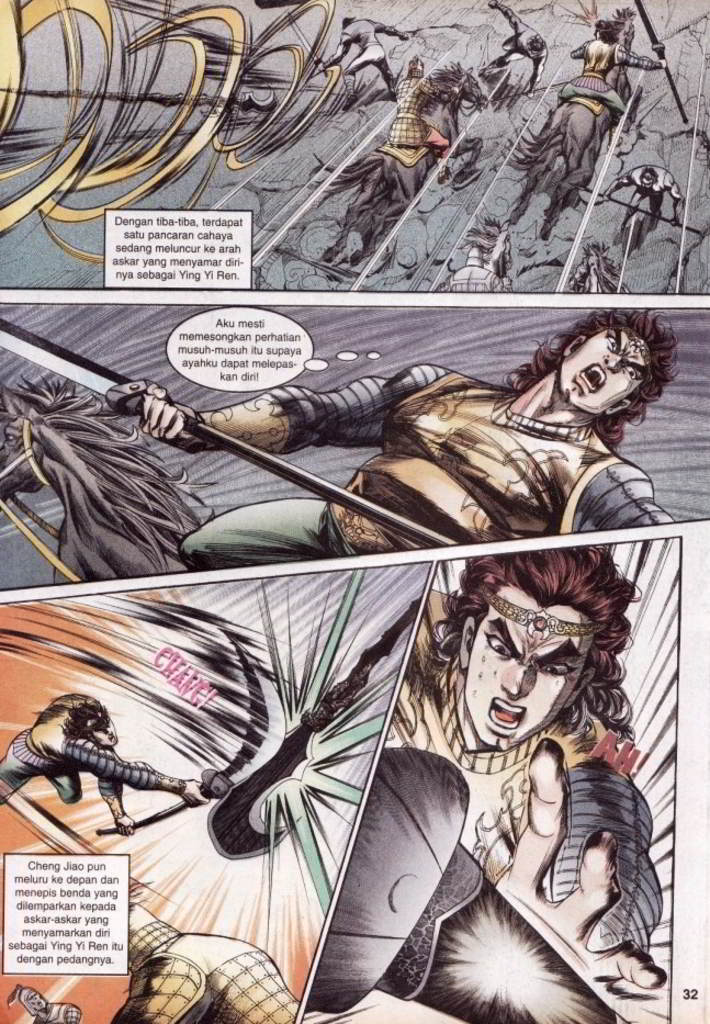 Dengan tiba-tiba, terdapat
satu pancaran cahaya
sedang meluncur ke arah
askar yang menyamar diri-
nya sebagai Ying Yi Ren.
Aku mesti
memesongkan perhatian
musuh-musuh itu supaya
ayahku dapat melepas-
kan diri!
CHANG!
AH!
Cheng Jiao pun
meluru ke depan dan
menepis benda yang
dilemparkan kepada
askar-askar yang
menyamarkan diri
sebagai Ying Yi Ren itu
dengan pedangnya.
32